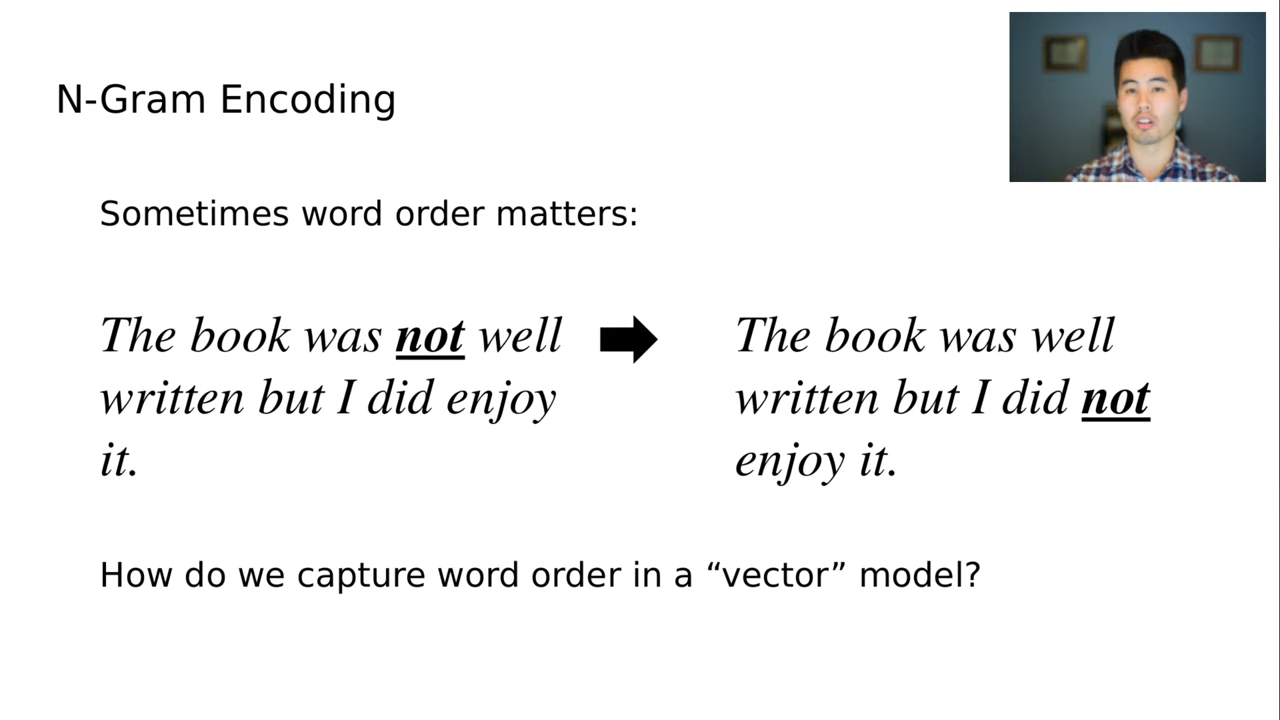 N-Gram Encoding
Sometimes word order matters:
The book was not well
written but I did enjoy
it.
The book was well
written but I did not
enjoy it.
How do we capture word order in a “vector” model?